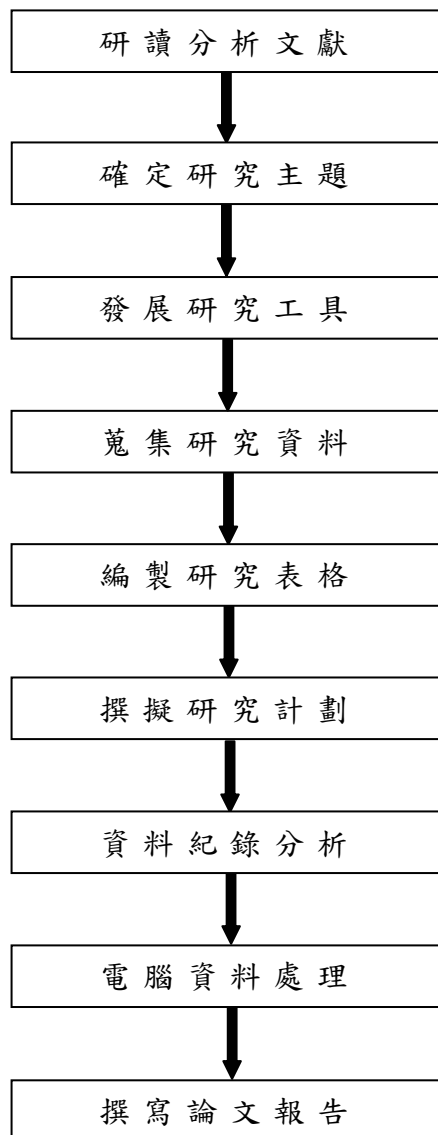 研讀分析文獻
確定研究主題
發展研究工具
蒐集研究資料
編製研究表格
撰擬研究計劃
資料紀錄分析
電腦資料處理
撰寫論文報告